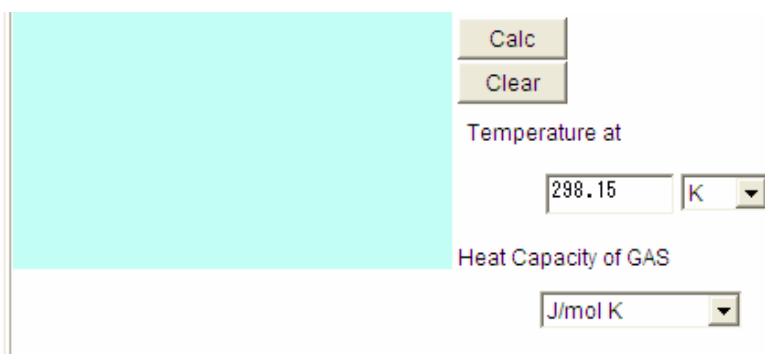 Calc
Clear
Temperature at
298.15 K
Heat Capacity of GAS
J/mol K